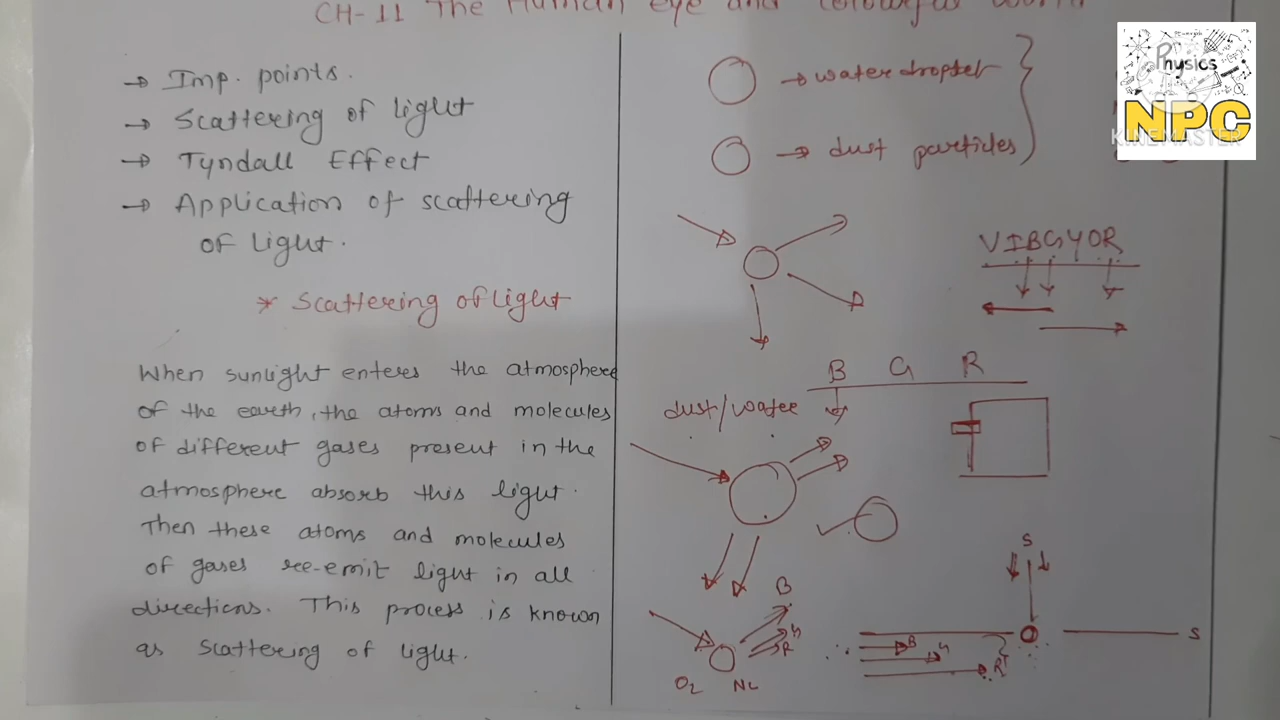 CH-11 The Human eye and Colourful World
→ Imp. points.
→ Scattering of light
→ Tyndall Effect
→ Application of scattering
of light.
* Scattering of light
When sunlight enters the atmosphere
of the earth, the atoms and molecules
of different gases present in the
atmosphere absorb this light.
Then these atoms and molecules
of gases re-emit light in all
directions. This process is known
as scattering of light.
→ water droplet
→ dust particles
VIBGYOR
B G R
dust/water
B
G
R
O2 N2
B
G
R
S
S
Physics
NPC
KINEMASTER